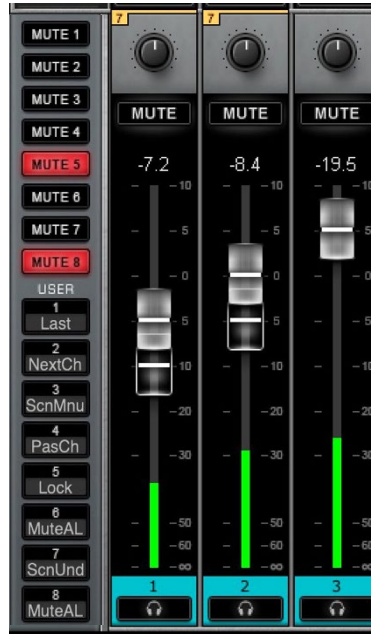 MUTE 1
MUTE 2
MUTE 3
MUTE 4
MUTE 5
MUTE 6
MUTE 7
MUTE 8
USER
1
Last
2
NextCh
3
ScnMnu
4
PasCh
5
Lock
6
MuteAL
7
ScnUnd
8
MuteAL
7
MUTE
-7.2
10
5
0
5
10
20
30
50
60
∞
1
7
MUTE
-8.4
10
5
0
5
10
20
30
50
60
∞
2
MUTE
-19.5
10
5
0
5
10
20
30
50
60
∞
3